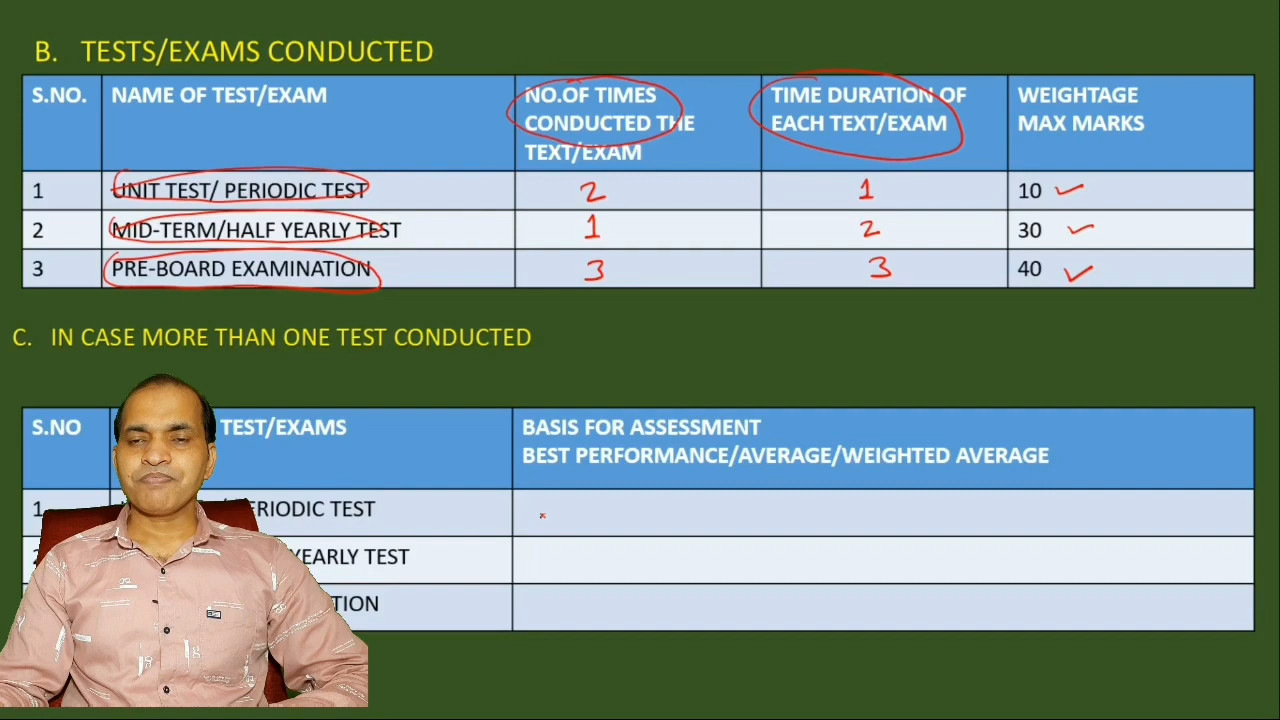 B. TESTS/EXAMS CONDUCTED
S.NO. NAME OF TEST/EXAM NO.OF TIMES CONDUCTED THE TEXT/EXAM TIME DURATION OF EACH TEXT/EXAM WEIGHTAGE MAX MARKS
1 UNIT TEST/ PERIODIC TEST 2 1 10
2 MID-TERM/HALF YEARLY TEST 1 2 30
3 PRE-BOARD EXAMINATION 3 3 40
C. IN CASE MORE THAN ONE TEST CONDUCTED
S.NO TEST/EXAMS BASIS FOR ASSESSMENT BEST PERFORMANCE/AVERAGE/WEIGHTED AVERAGE
1 PERIODIC TEST
YEARLY TEST